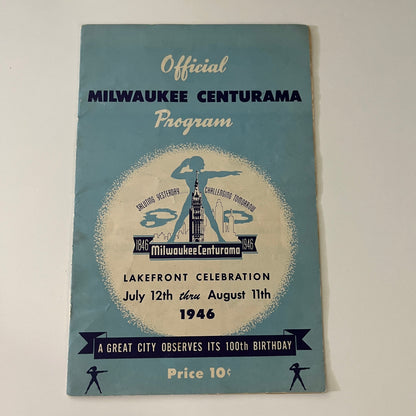 Official
MILWAUKEE CENTURAMA
Program
SALUTING YESTERDAY CHALLENGING TOMORROW
1846 Milwaukee Centurama 1946
LAKEFRONT CELEBRATION
July 12th thru August 11th
1946
A GREAT CITY OBSERVES ITS 100th BIRTHDAY
Price 10¢